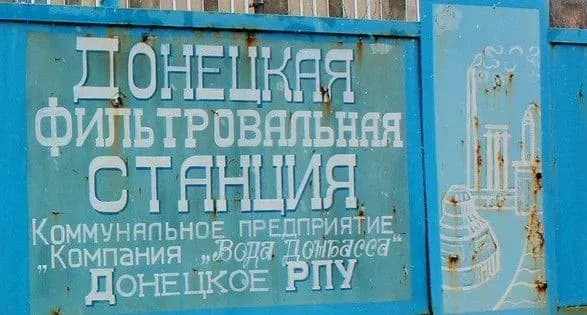 ДОНЕЦКАЯ
ФИЛЬТРОВАЛЬНАЯ
СТАНЦИЯ
КОММУНАЛЬНОЕ ПРЕДПРИЯТИЕ
„КОМПАНИЯ „Вода Донбасса“
ДОНЕЦКОЕ РПУ